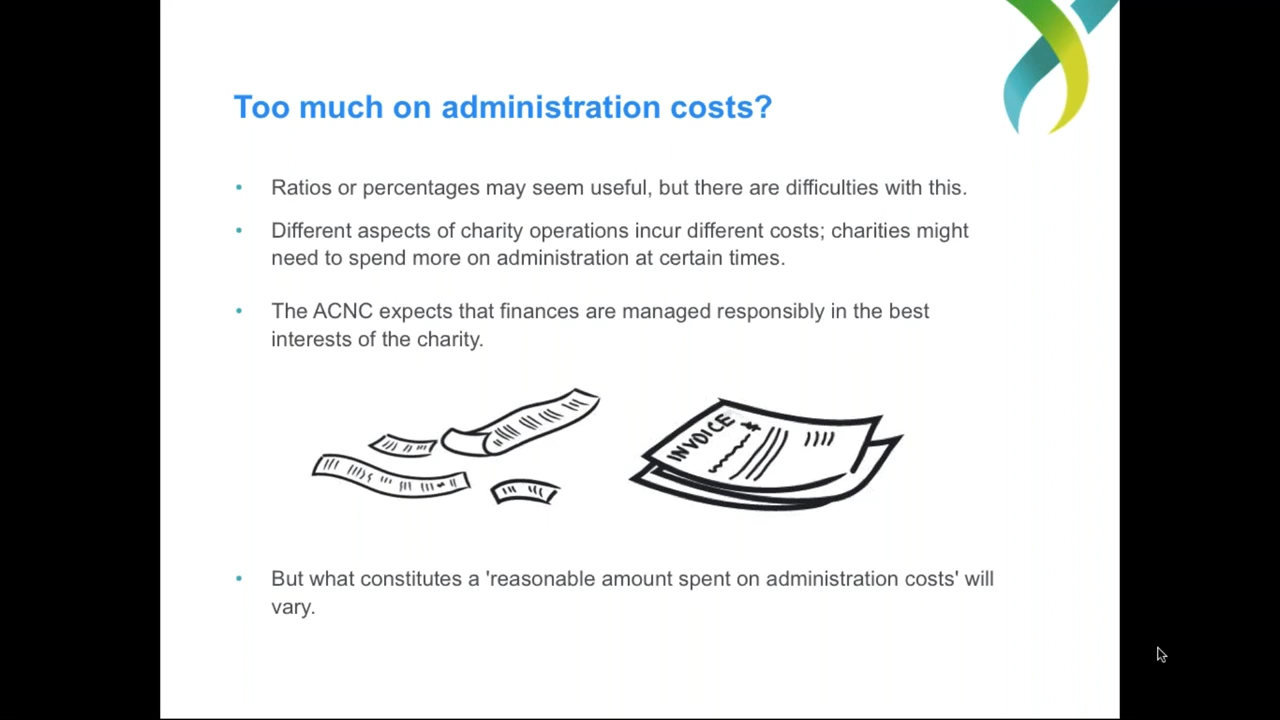 Too much on administration costs?
• Ratios or percentages may seem useful, but there are difficulties with this.
• Different aspects of charity operations incur different costs; charities might
need to spend more on administration at certain times.
• The ACNC expects that finances are managed responsibly in the best
interests of the charity.
INVOICE
• But what constitutes a 'reasonable amount spent on administration costs' will
vary.